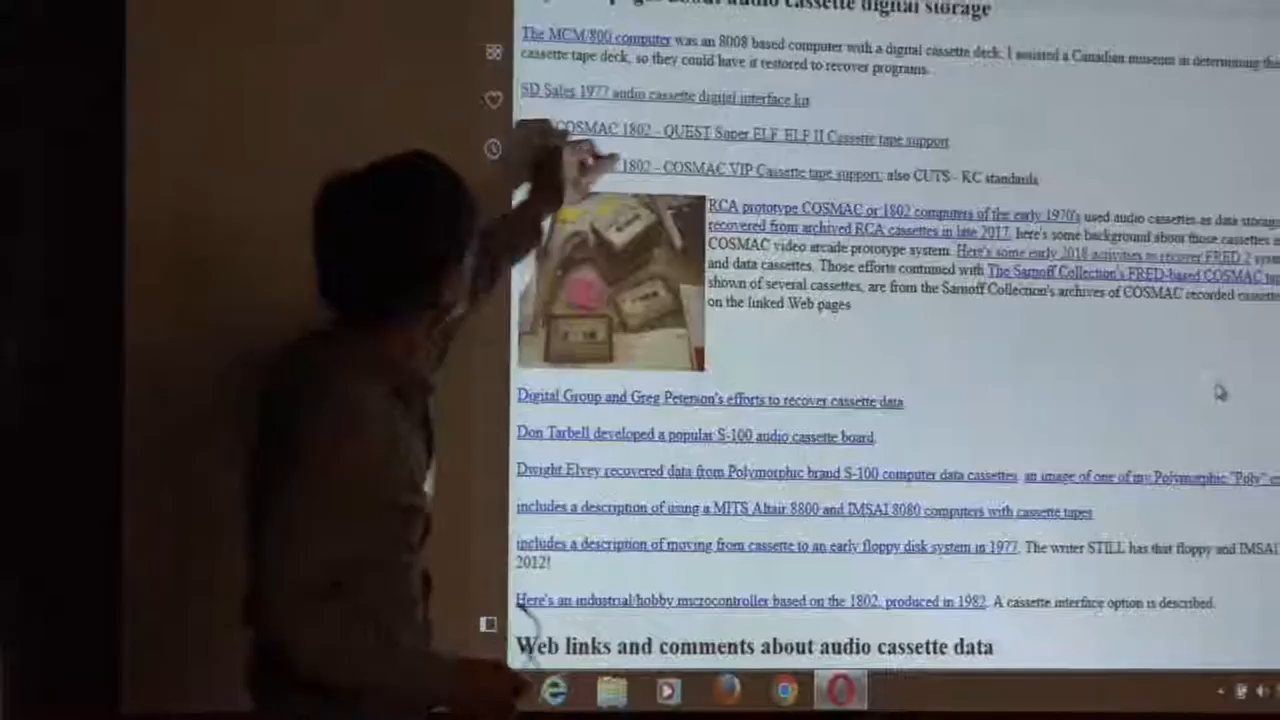 about audio cassette digital storage
The MCM/800 computer was an 8008 based computer with a digital cassette deck. I assisted a Canadian museum in determining the
cassette tape deck, so they could have it restored to recover programs.
SD Sales 1977 audio cassette digital interface kit
COSMAC 1802 - QUEST Super ELF ELF II Cassette tape support
1802 - COSMAC VIP Cassette tape support; also CUTS - KC standards
RCA prototype COSMAC or 1802 computers of the early 1970's used audio cassettes as data storage
recovered from archived RCA cassettes in late 2017, here's some background about those cassettes
COSMAC video arcade prototype system. Here's some early 2018 activities to recover FRED 2
and data cassettes. Those efforts continued with The Sarnoff Collection's FRED-based COSMAC
shown of several cassettes, are from the Sarnoff Collection's archives of COSMAC recorded cassettes
on the linked Web pages
Digital Group and Greg Peterson's efforts to recover cassette data
Don Tarbell developed a popular S-100 audio cassette board.
Dwight Elvey recovered data from Polymorphic brand S-100 computer data cassettes, an image of one of my Polymorphic "Poly"
includes a description of using a MITS Altair 8800 and IMSAI 8080 computers with cassette tapes
includes a description of moving from cassette to an early floppy disk system in 1977. The writer STILL has that floppy and IMSAI
2012!
Here's an industrial/hobby microcontroller based on the 1802, produced in 1982. A cassette interface option is described.
Web links and comments about audio cassette data